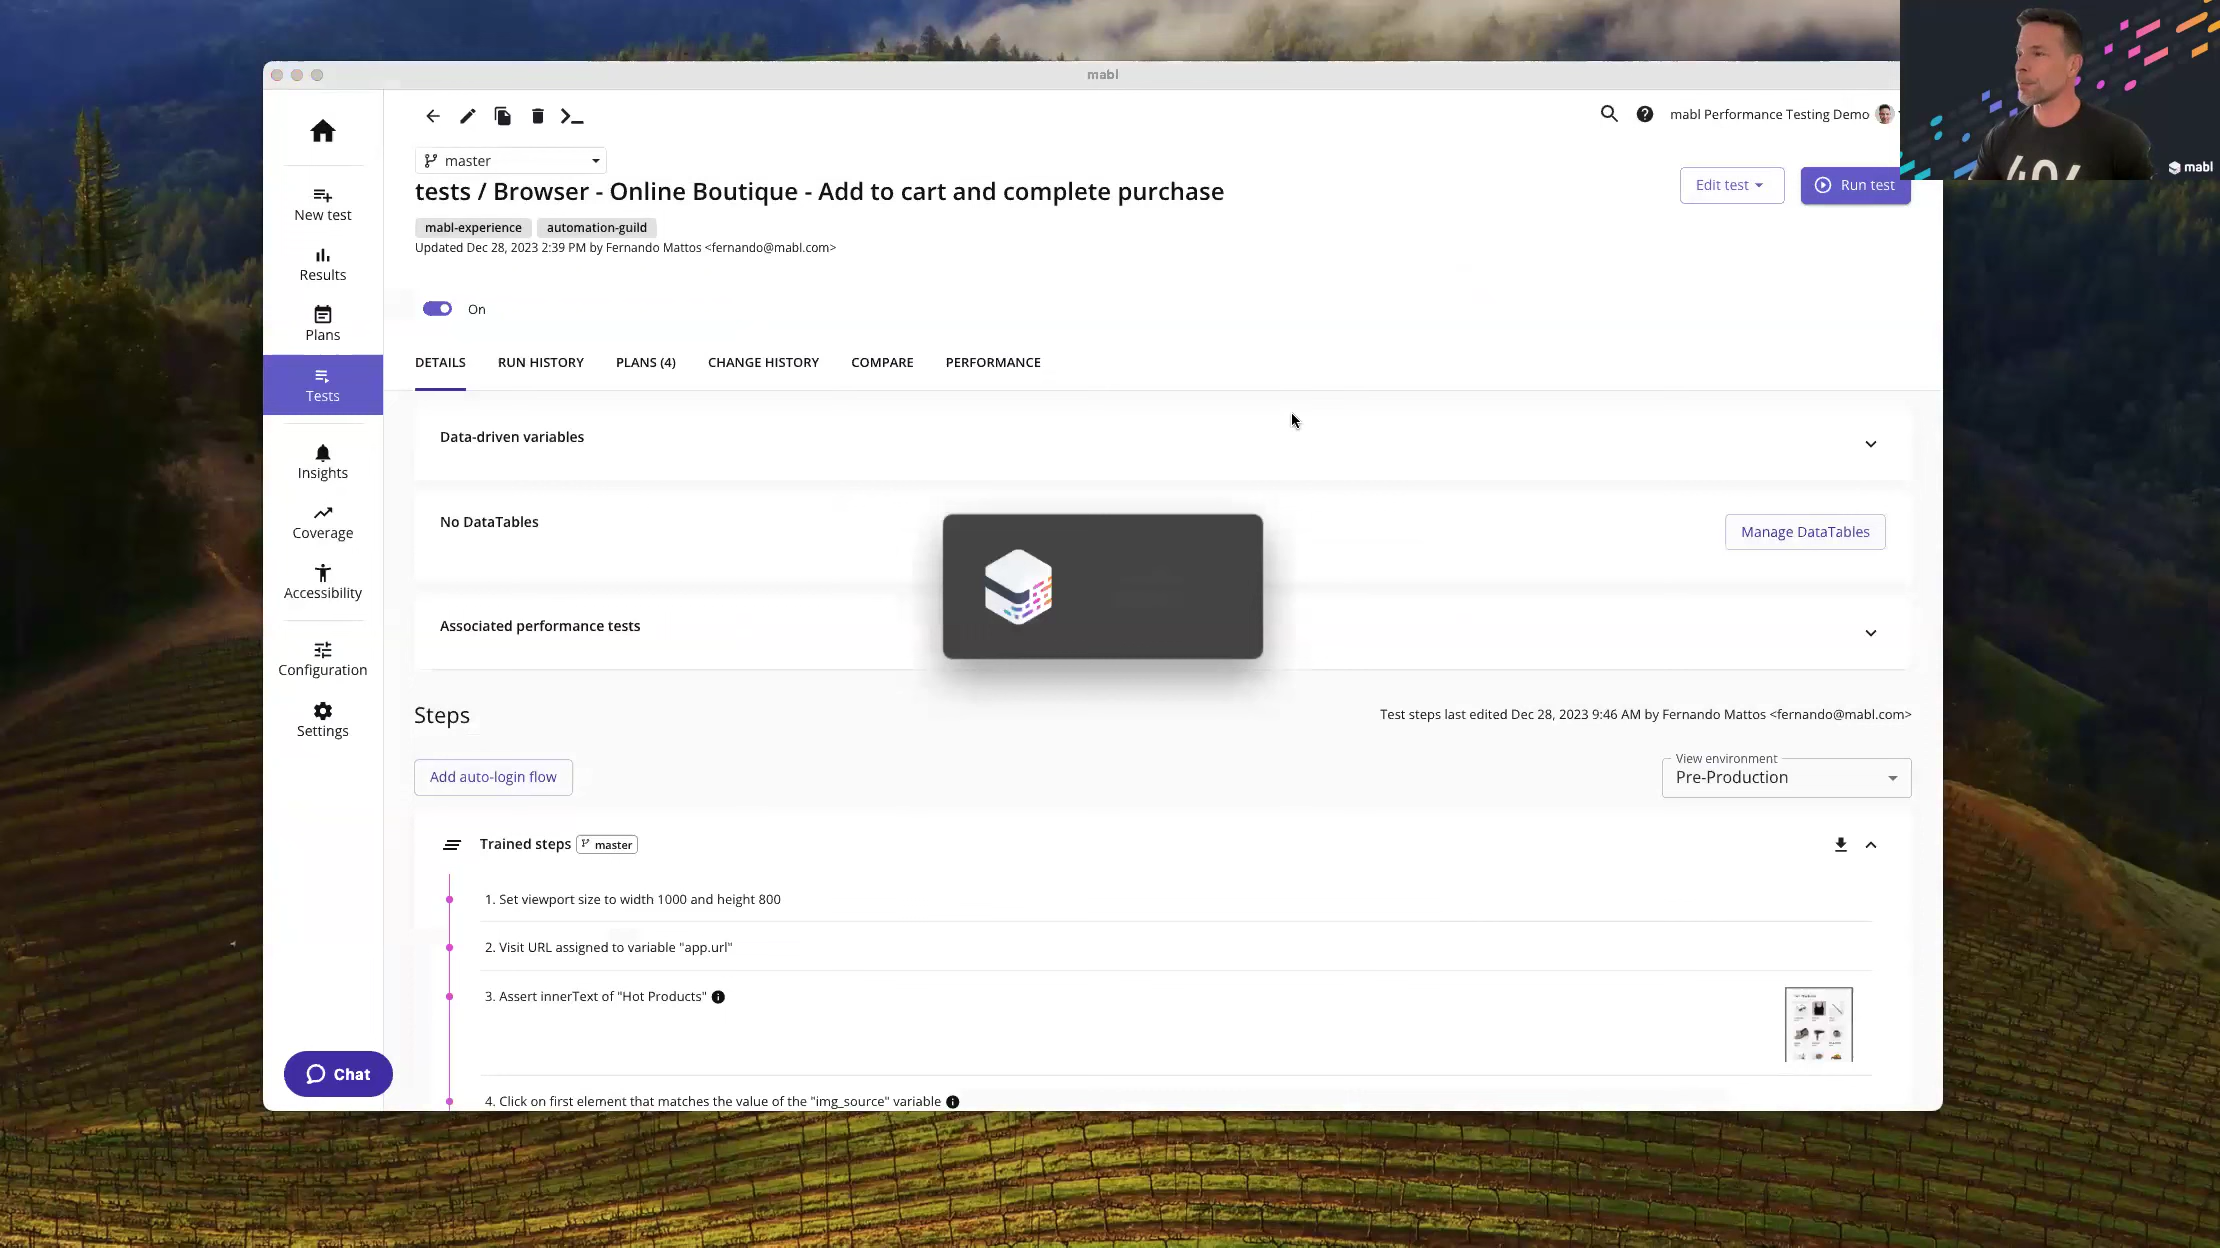 mabl
mabl Performance Testing Demo
mabl
404
master
tests / Browser - Online Boutique - Add to cart and complete purchase
Edit test
Run test
mabl-experience automation-guild
Updated Dec 28, 2023 2:39 PM by Fernando Mattos <fernando@mabl.com>
On
New test
Results
Plans
Tests
Insights
Coverage
Accessibility
Configuration
Settings
Chat
DETAILS RUN HISTORY PLANS (4) CHANGE HISTORY COMPARE PERFORMANCE
Data-driven variables
No DataTables
Manage DataTables
Associated performance tests
Steps
Test steps last edited Dec 28, 2023 9:46 AM by Fernando Mattos <fernando@mabl.com>
Add auto-login flow
View environment
Pre-Production
Trained steps master
1. Set viewport size to width 1000 and height 800
2. Visit URL assigned to variable "app.url"
3. Assert innerText of "Hot Products"
4. Click on first element that matches the value of the "img_source" variable